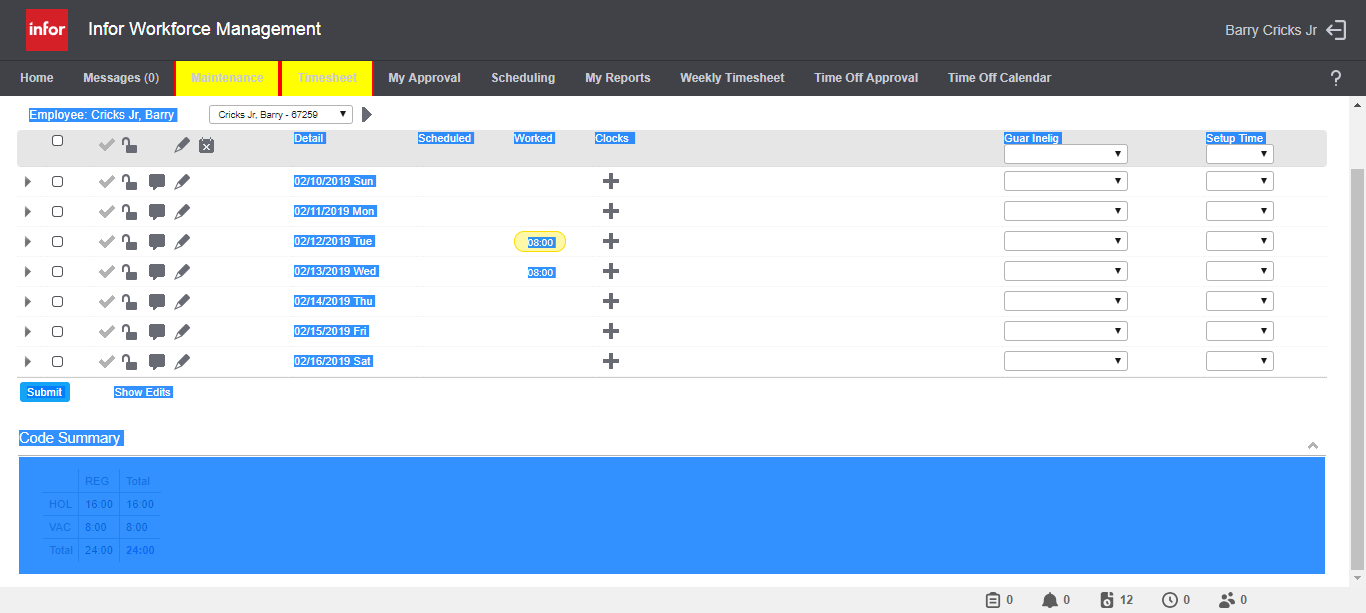 infor Infor Workforce Management Barry Cricks Jr
Home Messages (0) Maintenance Timesheet My Approval Scheduling My Reports Weekly Timesheet Time Off Approval Time Off Calendar ?
Employee: Cricks Jr, Barry Cricks Jr, Barry - 67259
Detail Scheduled Worked Clocks Guar Inelig Setup Time
02/10/2019 Sun
02/11/2019 Mon
02/12/2019 Tue 08:00
02/13/2019 Wed 08:00
02/14/2019 Thu
02/15/2019 Fri
02/16/2019 Sat
Submit Show Edits
Code Summary
REG Total
HOL 16:00 16:00
VAC 8:00 8:00
Total 24:00 24:00
0 0 12 0 0